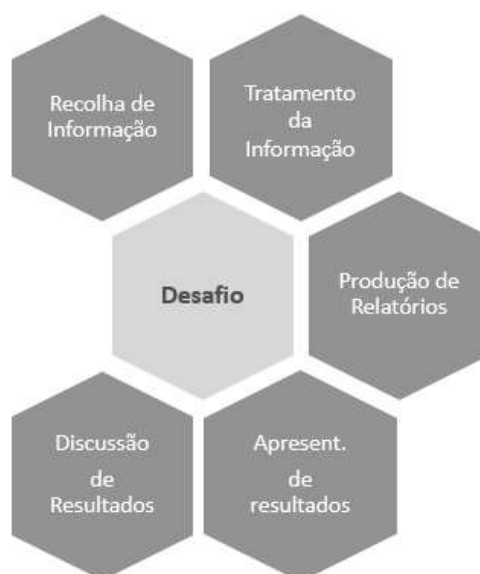 Recolha de
Informação
Tratamento
da
Informação
Desafio
Produção de
Relatórios
Discussão
de
Resultados
Apresent.
de
resultados